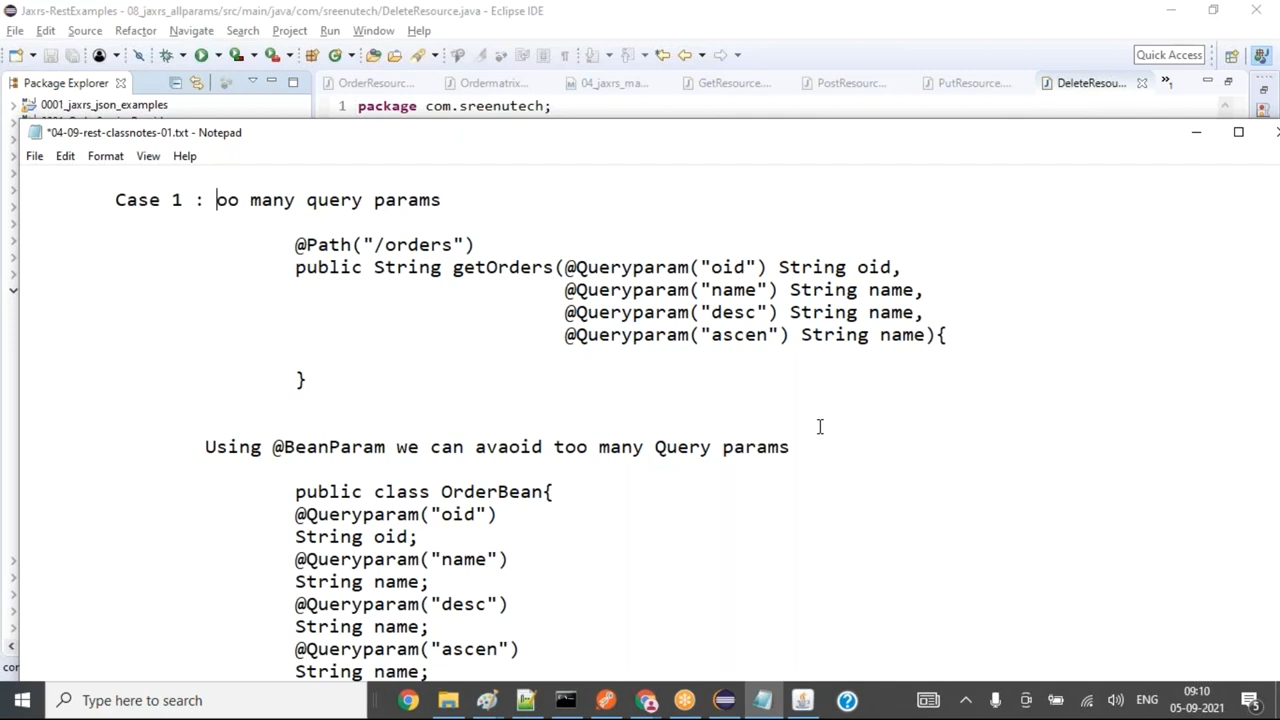 Jaxrs-RestExamples - 08_jaxrs_allparams/src/main/java/com/sreenutech/DeleteResource.java - Eclipse IDE
File Edit Source Refactor Navigate Search Project Run Window Help
Quick Access
Package Explorer
OrderResourc...
Ordermatrix...
04_jaxrs_ma...
GetResource....
PostResourc...
PutResource....
DeleteResou...
»1
0001_jaxrs_json_examples
1 package com.sreenutech;
*04-09-rest-classnotes-01.txt - Notepad
File Edit Format View Help
Case 1 : oo many query params
@Path("/orders")
public String getOrders(@Queryparam("oid") String oid,
@Queryparam("name") String name,
@Queryparam("desc") String name,
@Queryparam("ascen") String name){
}
Using @BeanParam we can avaoid too many Query params
public class OrderBean{
@Queryparam("oid")
String oid;
@Queryparam("name")
String name;
@Queryparam("desc")
String name;
@Queryparam("ascen")
String name;
con
Type here to search
ENG
09:10
05-09-2021
5